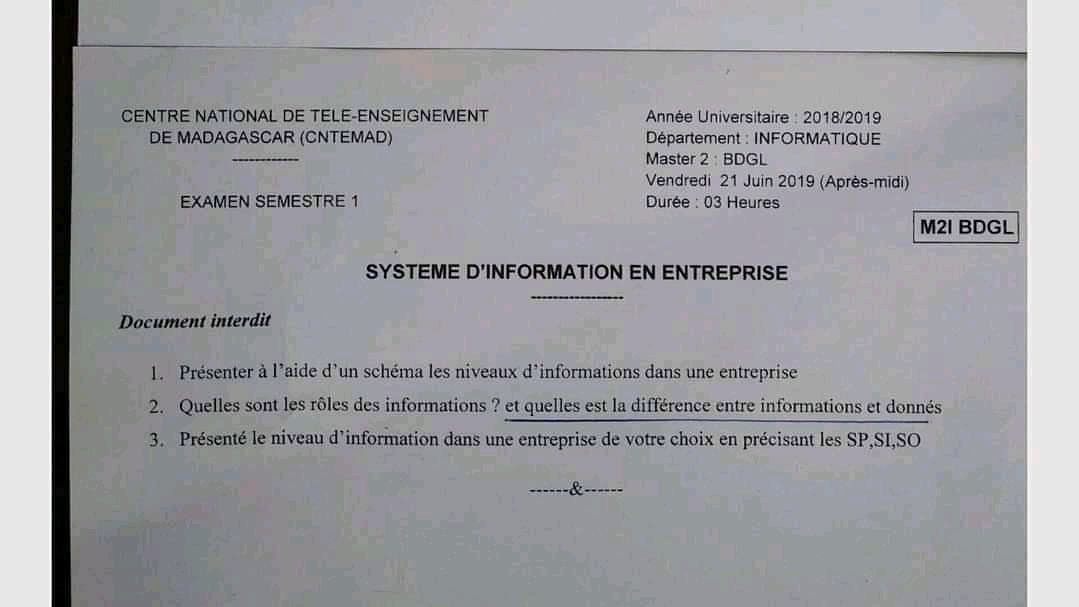 CENTRE NATIONAL DE TELE-ENSEIGNEMENT
DE MADAGASCAR (CNTEMAD)
------------
EXAMEN SEMESTRE 1
Année Universitaire : 2018/2019
Département : INFORMATIQUE
Master 2 : BDGL
Vendredi 21 Juin 2019 (Après-midi)
Durée : 03 Heures
M2I BDGL
SYSTEME D'INFORMATION EN ENTREPRISE
-----------------
Document interdit
1. Présenter à l'aide d'un schéma les niveaux d'informations dans une entreprise
2. Quelles sont les rôles des informations ? et quelles est la différence entre informations et donnés
3. Présenté le niveau d'information dans une entreprise de votre choix en précisant les SP,SI,SO
------&------